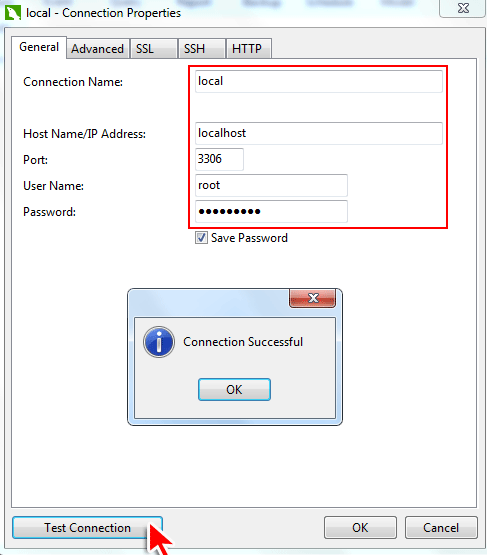 local - Connection Properties
General Advanced SSL SSH HTTP
Connection Name: local
Host Name/IP Address: localhost
Port: 3306
User Name: root
Password: ●●●●●●●●●
Save Password
Connection Successful
OK
Test Connection OK Cancel